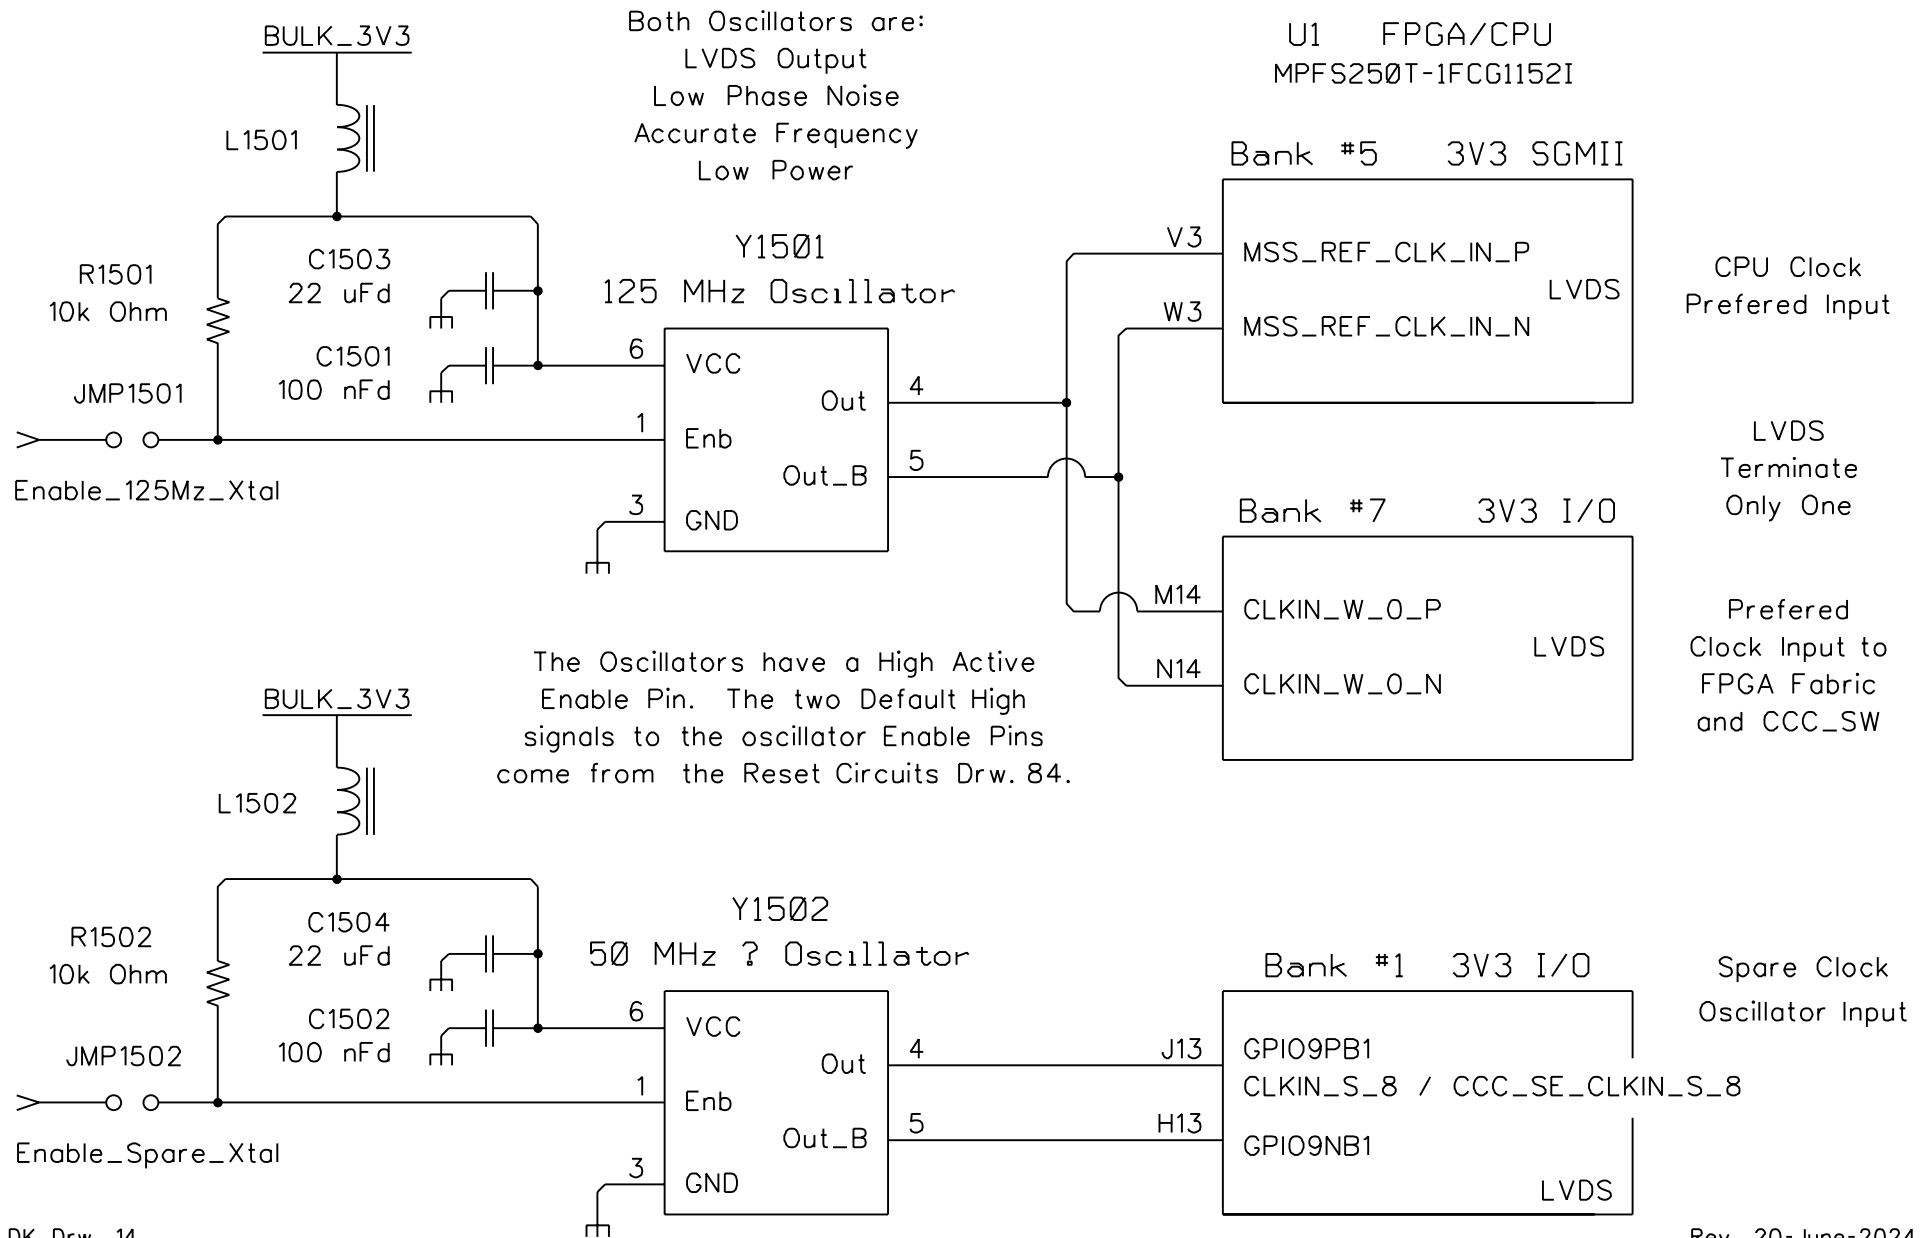 Both Oscillators are:
LVDS Output
Low Phase Noise
Accurate Frequency
Low Power
U1 FPGA/CPU
MPFS250T-1FCG1152I
BULK_3V3
L1501
R1501
10k Ohm
C1503
22 uFd
C1501
100 nFd
JMP1501
Enable_125Mz_Xtal
Y1501
125 MHz Oscillator
6
VCC
1
Enb
3
GND
Out
4
Out_B
5
Bank #5 3V3 SGMII
V3
MSS_REF_CLK_IN_P
LVDS
W3
MSS_REF_CLK_IN_N
CPU Clock
Prefered Input
LVDS
Terminate
Only One
Bank #7 3V3 I/O
M14
CLKIN_W_0_P
LVDS
N14
CLKIN_W_0_N
Prefered
Clock Input to
FPGA Fabric
and CCC_SW
The Oscillators have a High Active
Enable Pin. The two Default High
signals to the oscillator Enable Pins
come from the Reset Circuits Drw. 84.
BULK_3V3
L1502
R1502
10k Ohm
C1504
22 uFd
C1502
100 nFd
JMP1502
Enable_Spare_Xtal
Y1502
50 MHz ? Oscillator
6
VCC
1
Enb
3
GND
Out
4
Out_B
5
Bank #1 3V3 I/O
J13
GPIO9PB1
CLKIN_S_8 / CCC_SE_CLKIN_S_8
H13
GPIO9NB1
LVDS
Spare Clock
Oscillator Input
DK Drw. 14
Rev. 20-June-2024